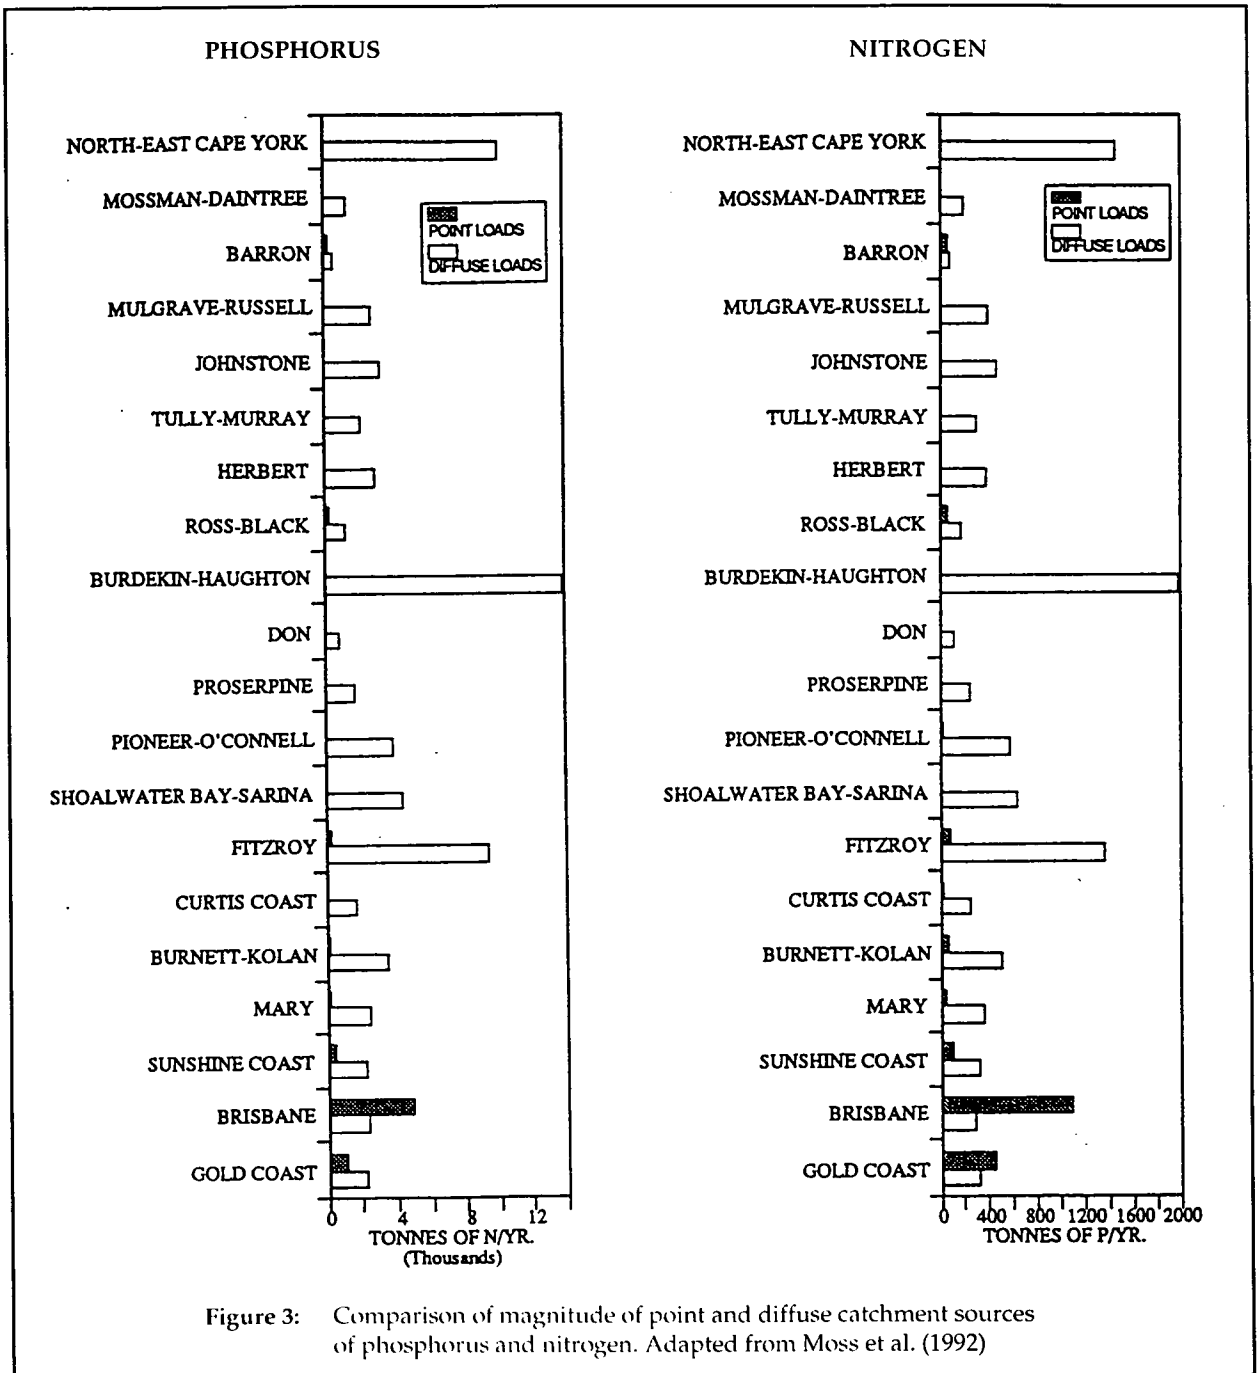 PHOSPHORUS
NORTH-EAST CAPE YORK
MOSSMAN-DAINTREE
BARRON
MULGRAVE-RUSSELL
JOHNSTONE
TULLY-MURRAY
HERBERT
ROSS-BLACK
BURDEKIN-HAUGHTON
DON
PROSERPINE
PIONEER-O'CONNELL
SHOALWATER BAY-SARINA
FITZROY
CURTIS COAST
BURNETT-KOLAN
MARY
SUNSHINE COAST
BRISBANE
GOLD COAST
POINT LOADS
DIFFUSE LOADS
0 4 8 12
TONNES OF N/YR.
(Thousands)
NITROGEN
NORTH-EAST CAPE YORK
MOSSMAN-DAINTREE
BARRON
MULGRAVE-RUSSELL
JOHNSTONE
TULLY-MURRAY
HERBERT
ROSS-BLACK
BURDEKIN-HAUGHTON
DON
PROSERPINE
PIONEER-O'CONNELL
SHOALWATER BAY-SARINA
FITZROY
CURTIS COAST
BURNETT-KOLAN
MARY
SUNSHINE COAST
BRISBANE
GOLD COAST
POINT LOADS
DIFFUSE LOADS
0 400 800 1200 1600 2000
TONNES OF P/YR.
Figure 3: Comparison of magnitude of point and diffuse catchment sources
of phosphorus and nitrogen. Adapted from Moss et al. (1992)